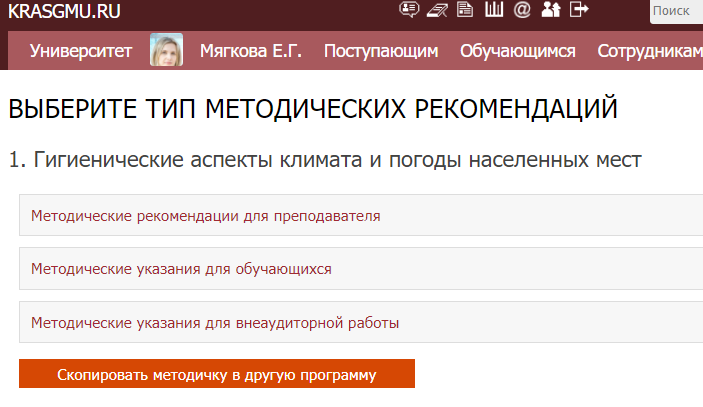 KRASGMU.RU
Поиск
Университет Мягкова Е.Г. Поступающим Обучающимся Сотрудникам
ВЫБЕРИТЕ ТИП МЕТОДИЧЕСКИХ РЕКОМЕНДАЦИЙ
1. Гигиенические аспекты климата и погоды населенных мест
Методические рекомендации для преподавателя
Методические указания для обучающихся
Методические указания для внеаудиторной работы
Скопировать методичку в другую программу